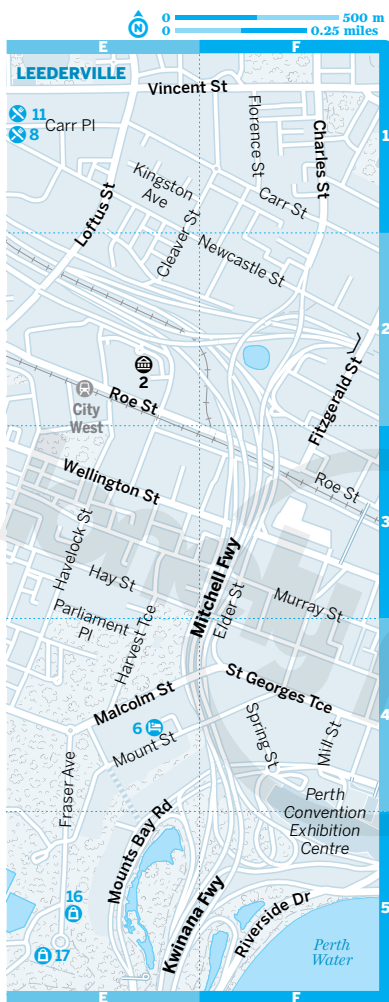 0 500 m
N
0 0.25 miles
E F
LEEDERVILLE
Vincent St
11
8
Carr Pl
Florence St
Charles St
1
Kingston
Ave
Carr St
Loftus St
Cleaver St
Newcastle St
2
2
Fitzgerald St
City
West
Roe St
Roe St
Wellington St
3
Havelock St
Mitchell Fwy
Hay St
Elder St
Murray St
Parliament
Pl
Harvest Tce
St Georges Tce
Malcolm St
4
6
Mount St
Spring St
Mill St
Fraser Ave
Perth
Convention
Exhibition
Centre
Mounts Bay Rd
16
Kwinana Fwy
Riverside Dr
5
17
Perth
Water
E F